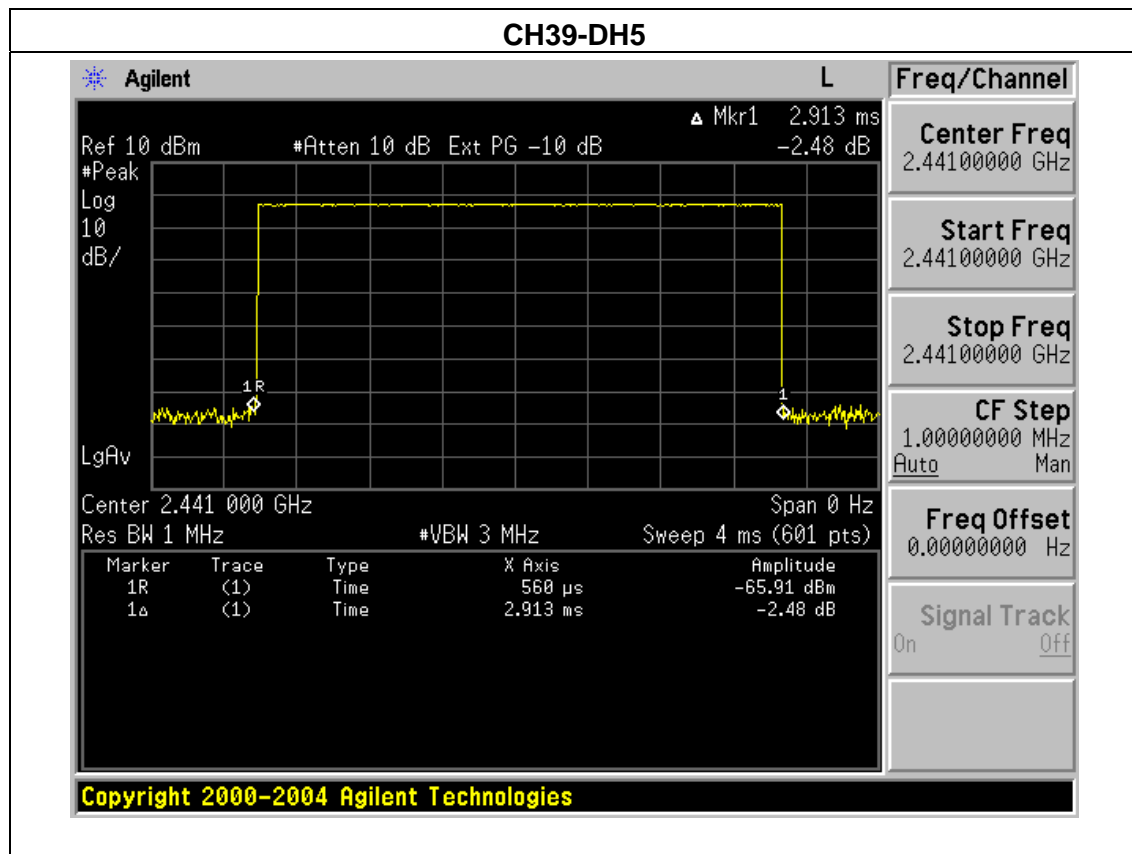 CH39-DH5
Agilent L Freq/Channel
Δ Mkr1 2.913 ms
Ref 10 dBm #Atten 10 dB Ext PG -10 dB -2.48 dB
#Peak
Log
10
dB/
1R
1
LgAv
Center 2.441 000 GHz Span 0 Hz
Res BW 1 MHz #VBW 3 MHz Sweep 4 ms (601 pts)
Marker Trace Type X Axis Amplitude
1R (1) Time 560 µs -65.91 dBm
1Δ (1) Time 2.913 ms -2.48 dB
Center Freq
2.44100000 GHz
Start Freq
2.44100000 GHz
Stop Freq
2.44100000 GHz
CF Step
1.00000000 MHz
Auto Man
Freq Offset
0.00000000 Hz
Signal Track
On Off
Copyright 2000-2004 Agilent Technologies